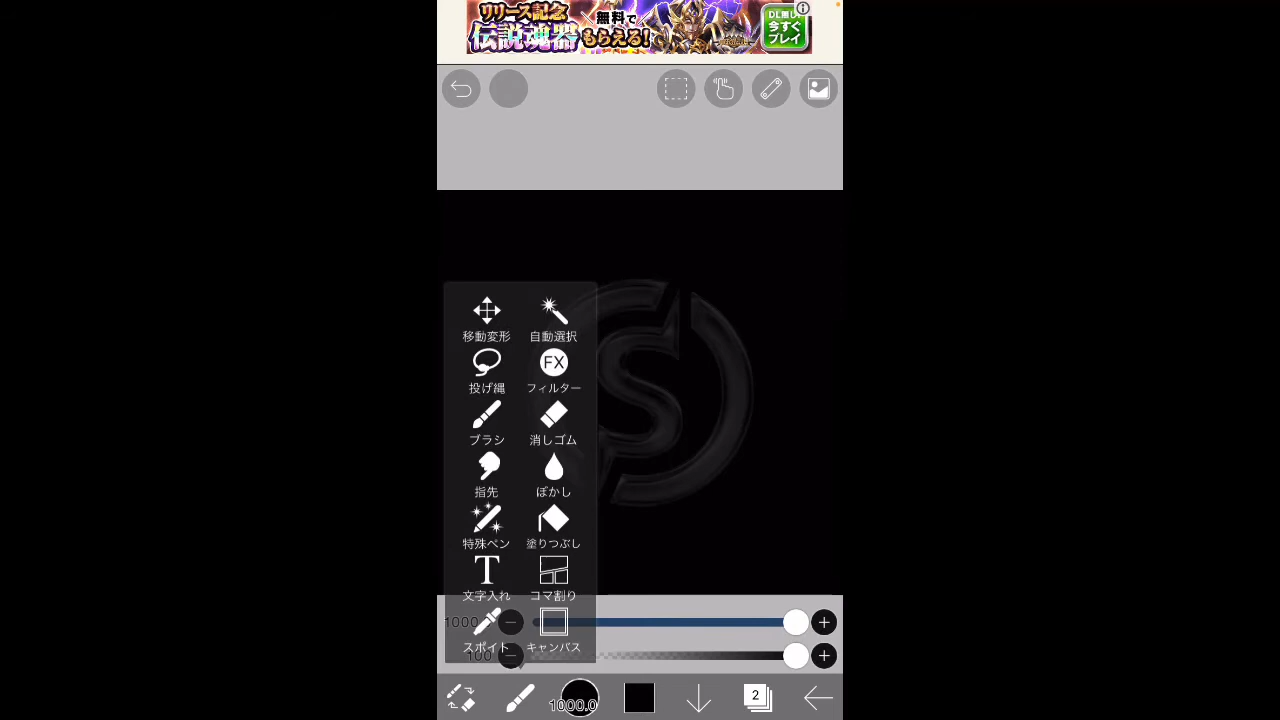 リリース記念
伝説魂器
無料で
もらえる!
DL無し!
今すぐ
プレイ
移動変形
自動選択
投げ縄
FX
フィルター
ブラシ
消しゴム
指先
ぼかし
特殊ペン
塗りつぶし
T
文字入れ
コマ割り
スポイト
キャンバス
1000
100
1000.0
2
S